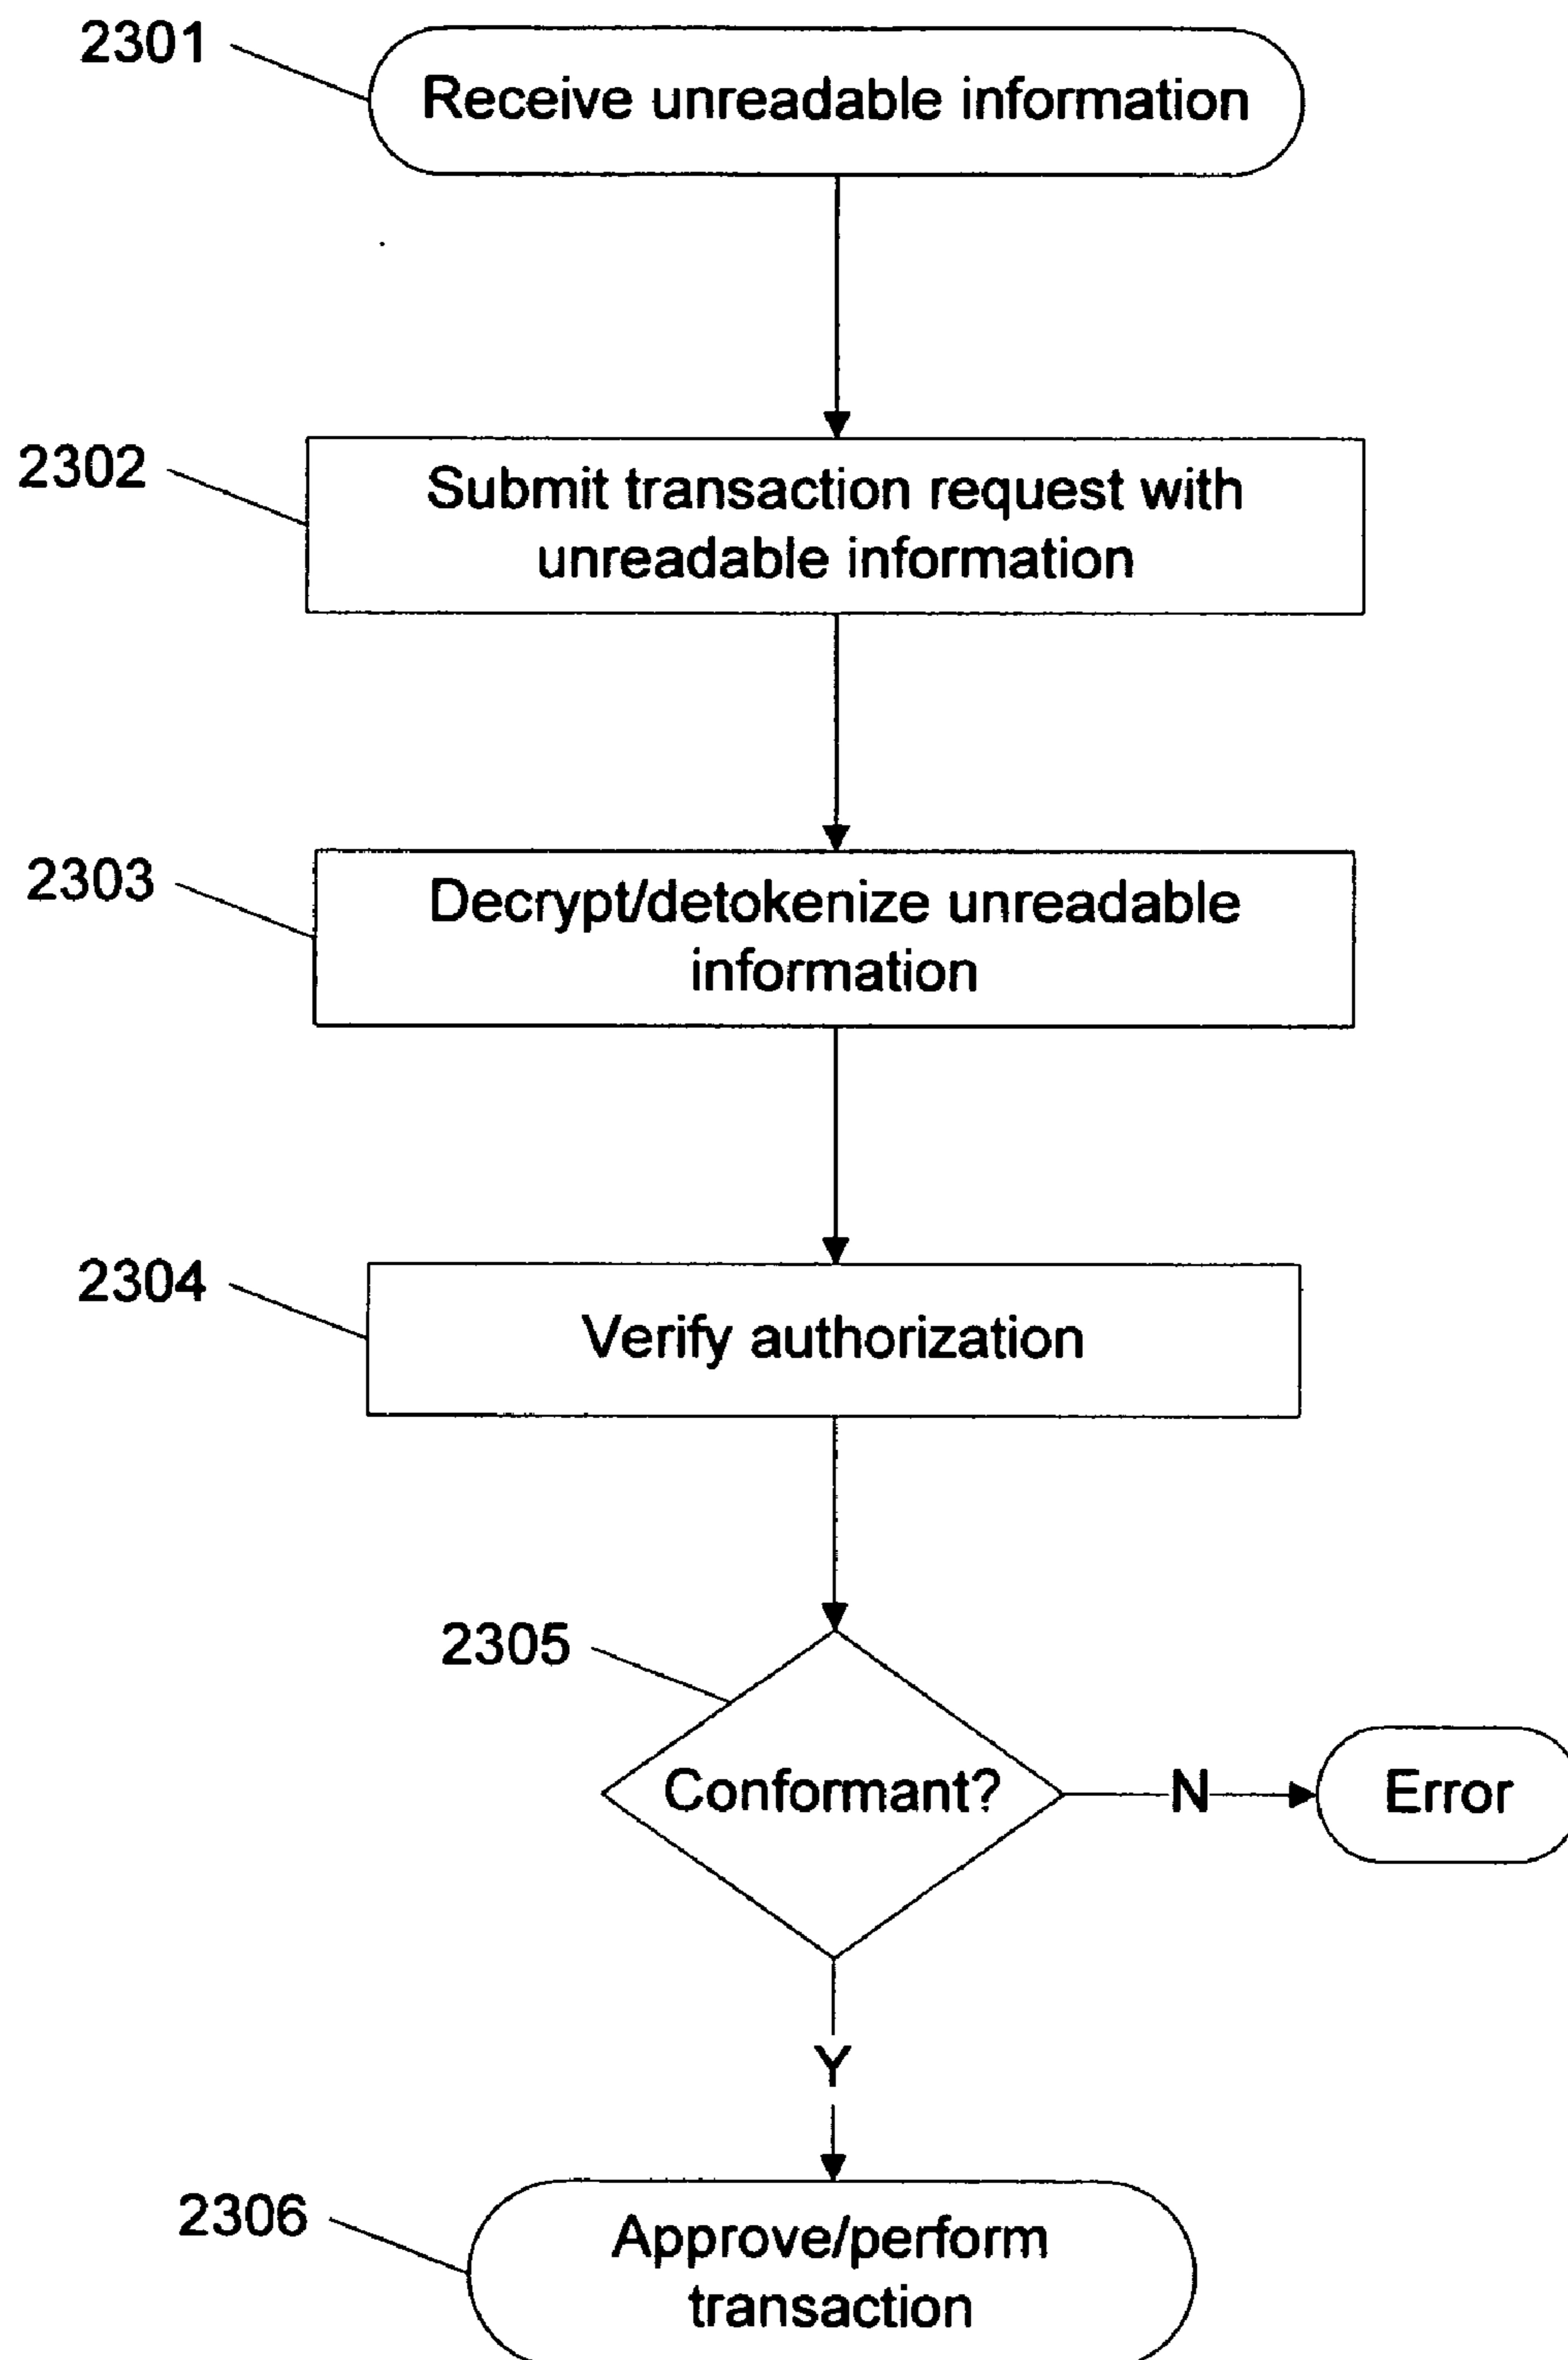 2301
Receive unreadable information
2302
Submit transaction request with
unreadable information
2303
Decrypt/detokenize unreadable
information
2304
Verify authorization
2305
Conformant?
N
Error
Y
2306
Approve/perform
transaction